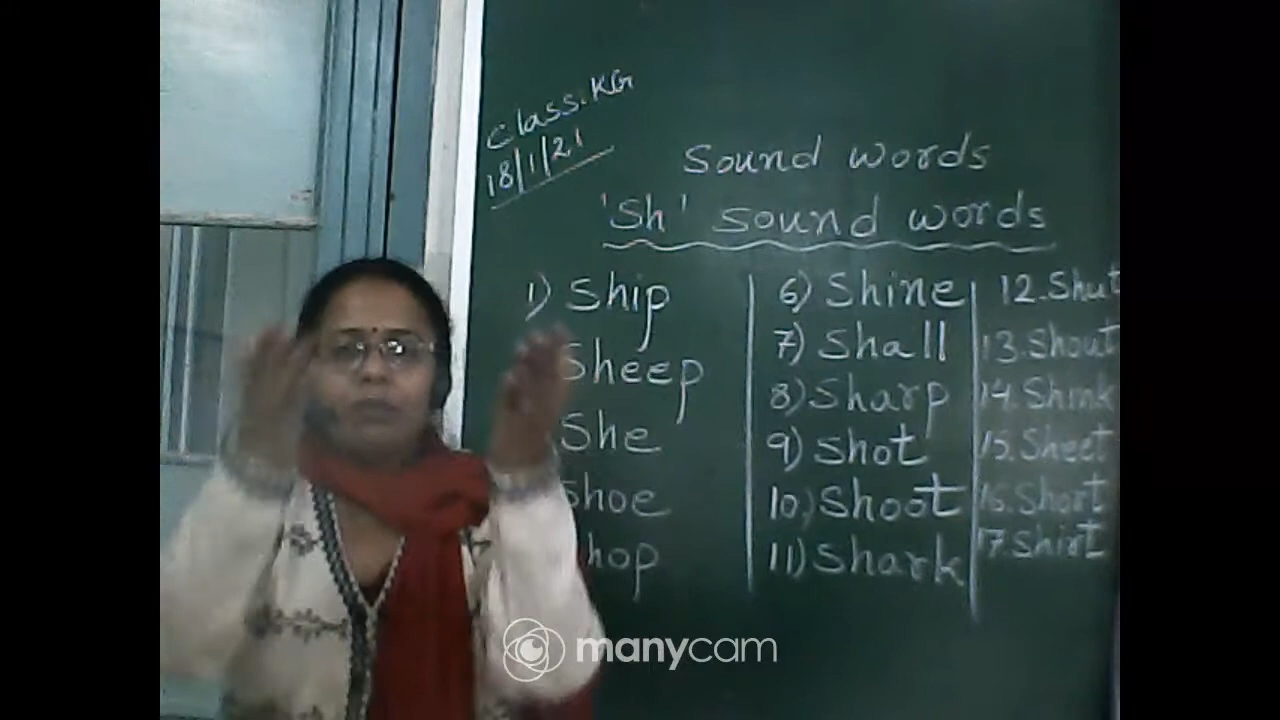 Class. KG
18/1/21
Sound words
'Sh' sound words
1) Ship
Sheep
She
Shoe
hop
6) Shine
7) Shall
8) Sharp
9) Shot
10) Shoot
11) Shark
12. Shut
13. Shout
14. Shink
15. Sheet
16. Short
17. Shirt
manycam